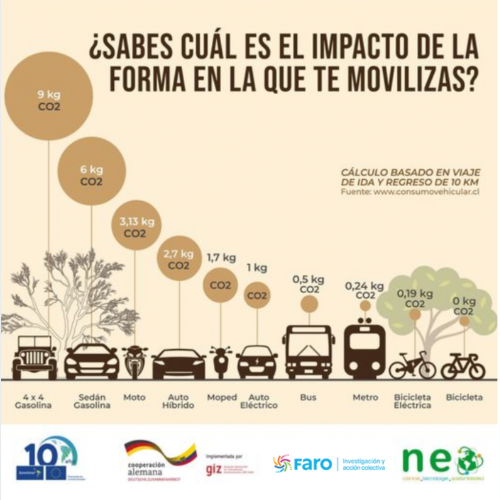 ¿SABES CUÁL ES EL IMPACTO DE LA
FORMA EN LA QUE TE MOVILIZAS?
9 kg
CO2
6 kg
CO2
3,13 kg
CO2
2,7 kg
CO2
1,7 kg
CO2
1 kg
CO2
0,5 kg
CO2
0,24 kg
CO2
0,19 kg
CO2
0 kg
CO2
CÁLCULO BASADO EN VIAJE
DE IDA Y REGRESO DE 10 KM
Fuente: www.consumovehicular.cl
4 x 4
Gasolina
Sedán
Gasolina
Moto
Auto
Híbrido
Moped
Auto
Eléctrico
Bus
Metro
Bicicleta
Eléctrica
Bicicleta
10
cooperación
alemana
DEUTSCHE ZUSAMMENARBEIT
Implementada por
giz
FARO
Investigación y
acción colectiva
neo